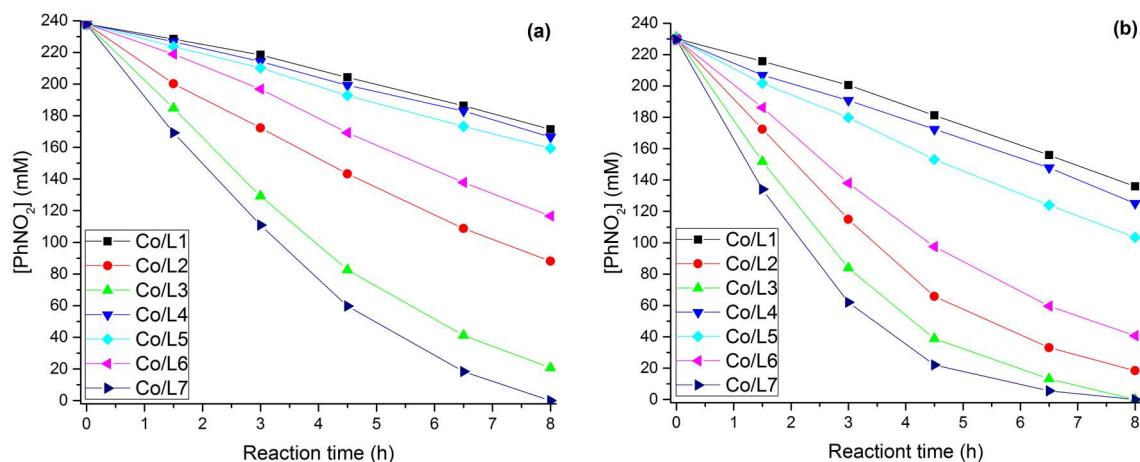 (a)
[PhNO₂] (mM)
240
220
200
180
160
140
120
100
80
60
40
20
0
Co/L1
Co/L2
Co/L3
Co/L4
Co/L5
Co/L6
Co/L7
0 1 2 3 4 5 6 7 8
Reaction time (h)
(b)
[PhNO₂] (mM)
240
220
200
180
160
140
120
100
80
60
40
20
0
Co/L1
Co/L2
Co/L3
Co/L4
Co/L5
Co/L6
Co/L7
0 1 2 3 4 5 6 7 8
Reactiont time (h)